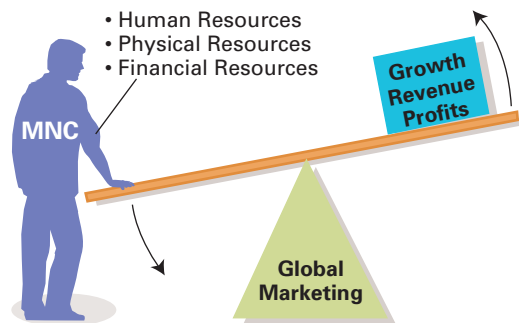 • Human Resources
• Physical Resources
• Financial Resources
MNC
Growth
Revenue
Profits
Global
Marketing